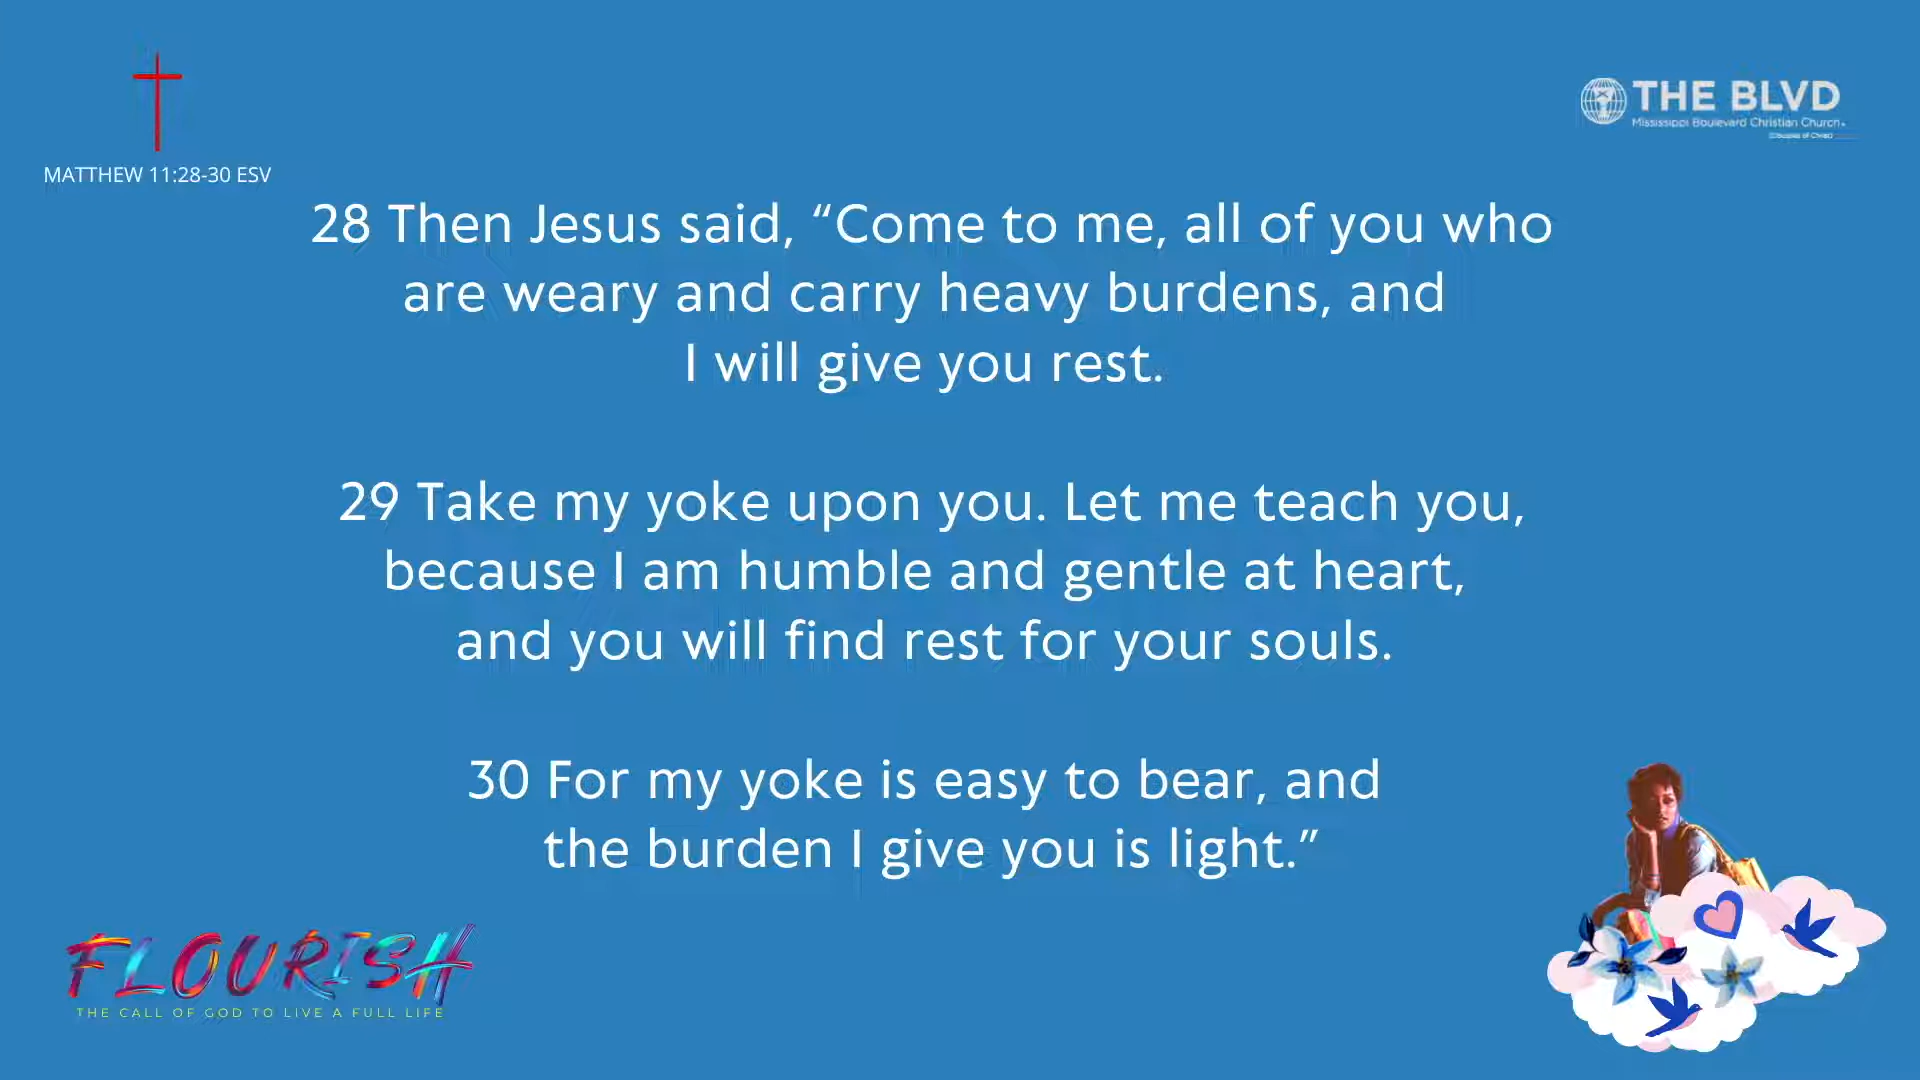 THE BLVD
Mississippi Boulevard Christian Church
(Disciples of Christ)
MATTHEW 11:28-30 ESV
28 Then Jesus said, “Come to me, all of you who
are weary and carry heavy burdens, and
I will give you rest.
29 Take my yoke upon you. Let me teach you,
because I am humble and gentle at heart,
and you will find rest for your souls.
30 For my yoke is easy to bear, and
the burden I give you is light.”
FLOURISH
THE CALL OF GOD TO LIVE A FULL LIFE